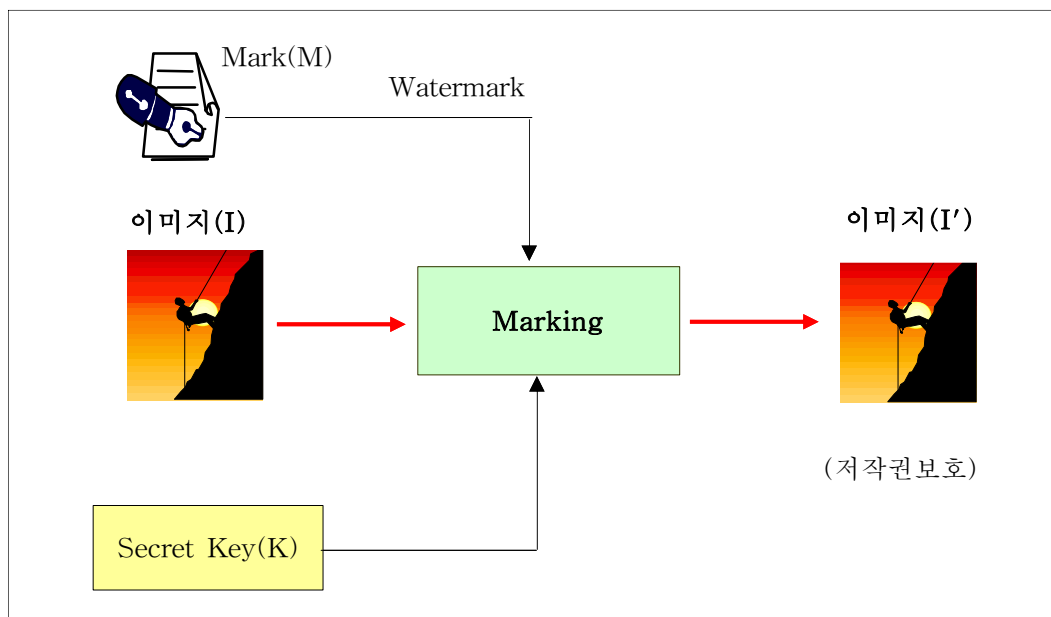 Mark(M)
Watermark
이미지(I)
이미지(I′)
Marking
(저작권보호)
Secret Key(K)